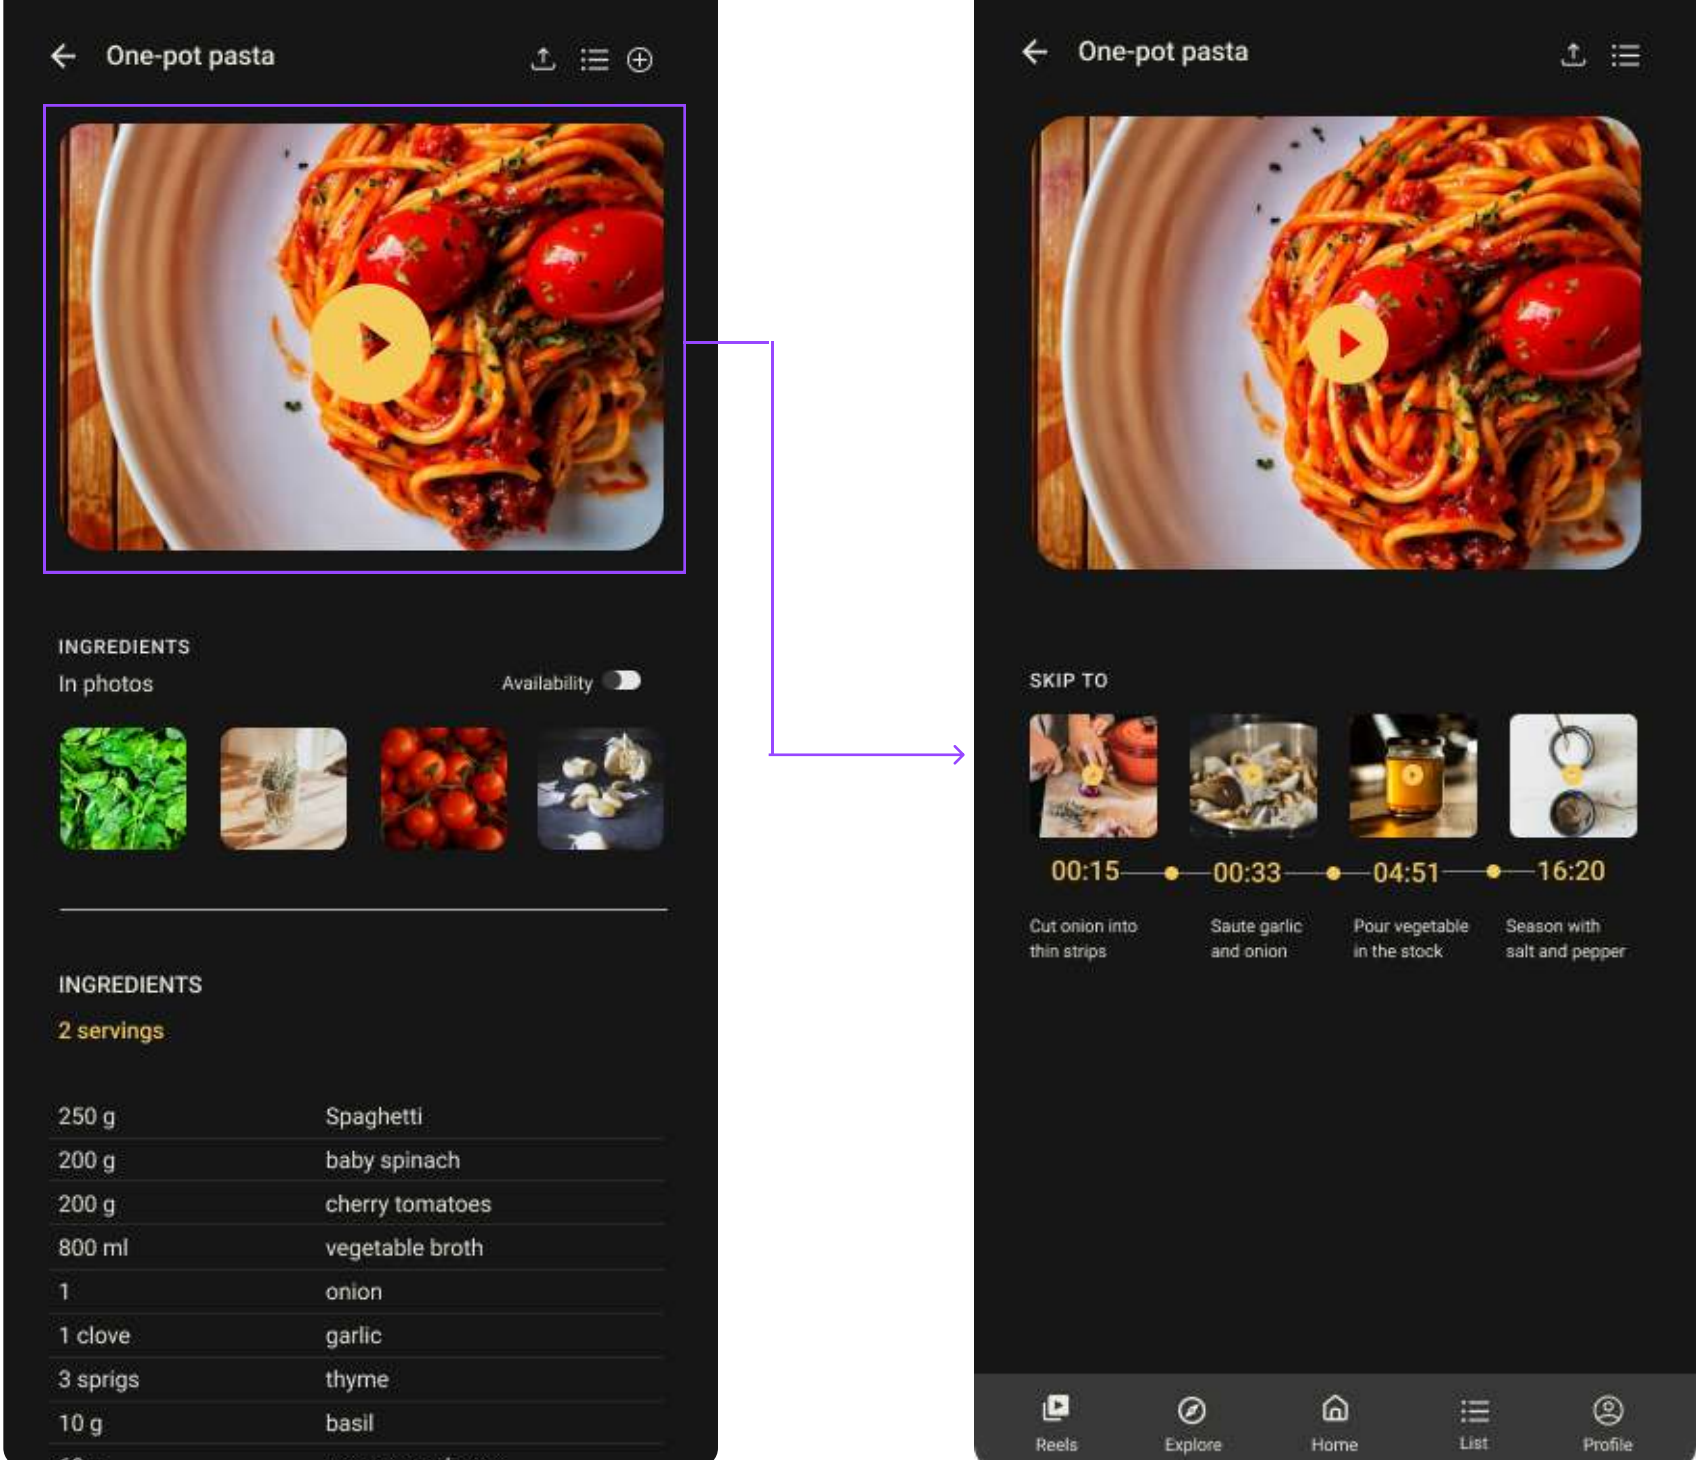 One-pot pasta
INGREDIENTS
In photos
Availability
INGREDIENTS
2 servings
250 g Spaghetti
200 g baby spinach
200 g cherry tomatoes
800 ml vegetable broth
1 onion
1 clove garlic
3 sprigs thyme
10 g basil
One-pot pasta
SKIP TO
00:15 00:33 04:51 16:20
Cut onion into
thin strips
Saute garlic
and onion
Pour vegetable
in the stock
Season with
salt and pepper
Reels Explore Home List Profile